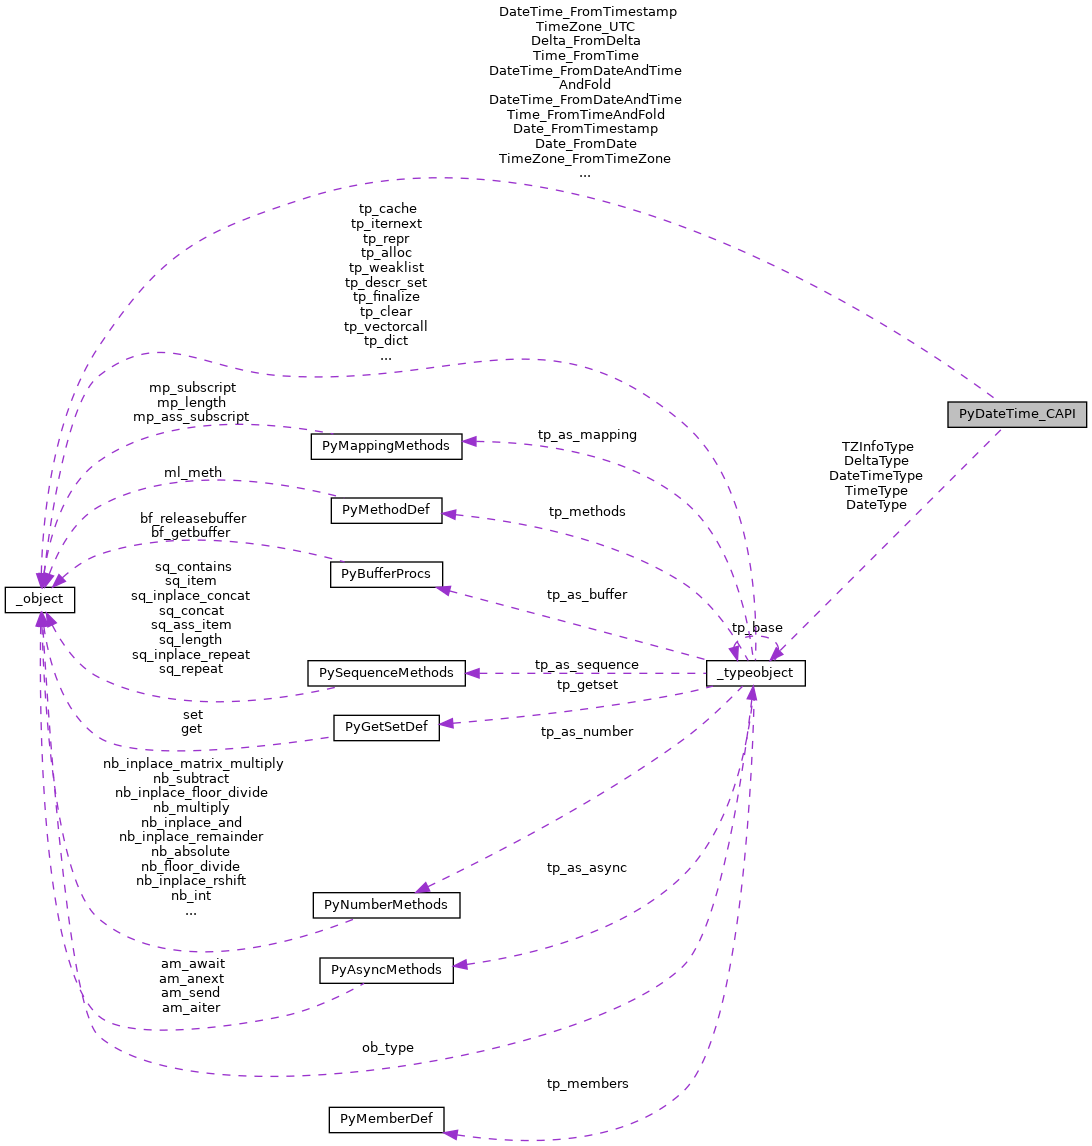 DateTime_FromTimestamp
TimeZone_UTC
Delta_FromDelta
Time_FromTime
DateTime_FromDateAndTime
AndFold
DateTime_FromDateAndTime
Time_FromTimeAndFold
Date_FromTimestamp
Date_FromDate
TimeZone_FromTimeZone
...
tp_cache
tp_iternext
tp_repr
tp_alloc
tp_weaklist
tp_descr_set
tp_finalize
tp_clear
tp_vectorcall
tp_dict
...
mp_subscript
mp_length
mp_ass_subscript
PyDateTime_CAPI
tp_as_mapping
PyMappingMethods
TZInfoType
DeltaType
DateTimeType
TimeType
DateType
ml_meth
PyMethodDef
tp_methods
bf_releasebuffer
bf_getbuffer
PyBufferProcs
sq_contains
sq_item
sq_inplace_concat
sq_concat
sq_ass_item
sq_length
sq_inplace_repeat
sq_repeat
_object
tp_as_buffer
tp_base
PySequenceMethods
tp_as_sequence
_typeobject
tp_getset
set
get
PyGetSetDef
tp_as_number
nb_inplace_matrix_multiply
nb_subtract
nb_inplace_floor_divide
nb_multiply
nb_inplace_and
nb_inplace_remainder
nb_absolute
nb_floor_divide
nb_inplace_rshift
nb_int
...
tp_as_async
PyNumberMethods
am_await
am_anext
am_send
am_aiter
PyAsyncMethods
ob_type
tp_members
PyMemberDef